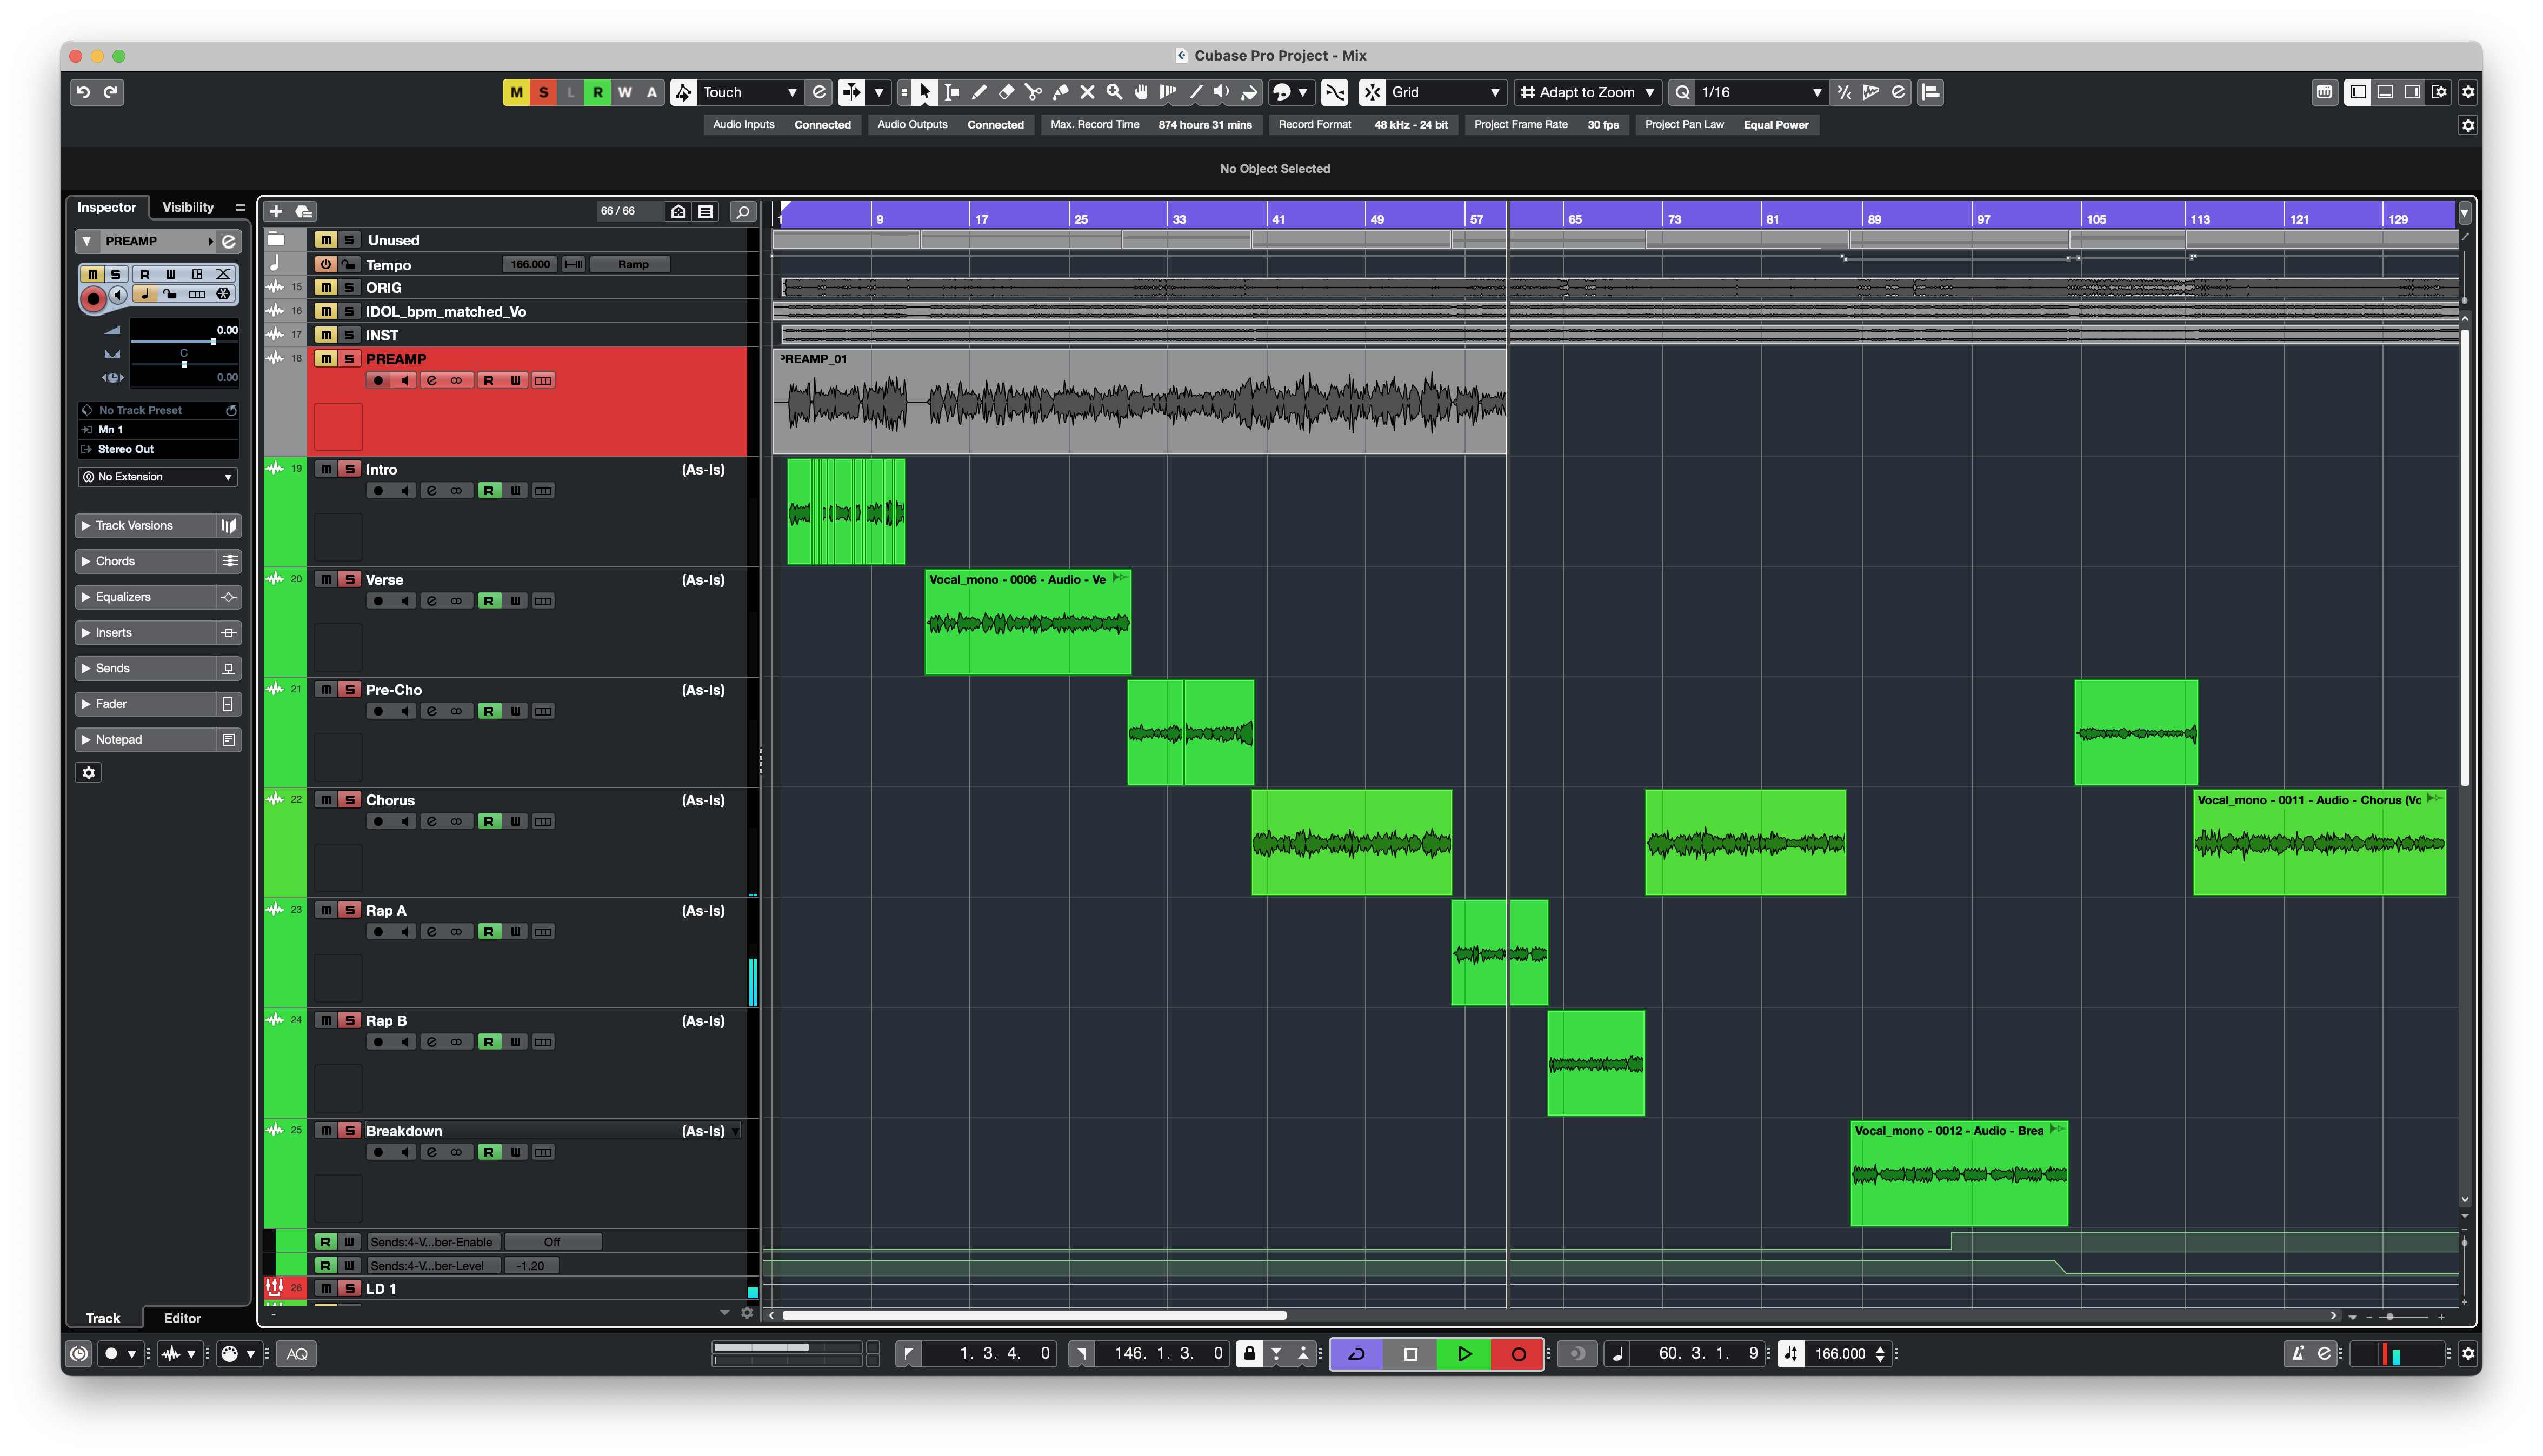 Cubase Pro Project - Mix
M S L R W A Touch Grid Adapt to Zoom Q 1/16
Audio Inputs Connected Audio Outputs Connected Max. Record Time 874 hours 31 mins Record Format 48 kHz - 24 bit Project Frame Rate 30 fps Project Pan Law Equal Power
No Object Selected
Inspector Visibility
PREAMP
M S R W
0.00
C
0.00
No Track Preset
Mn 1
Stereo Out
No Extension
Track Versions
Chords
Equalizers
Inserts
Sends
Fader
Notepad
Track Editor
66 / 66
1 9 17 25 33 41 49 57 65 73 81 89 97 105 113 121 129
M S Unused
Tempo 166.000 Ramp
15 M S ORIG
16 M S IDOL_bpm_matched_Vo
17 M S INST
18 M S PREAMP
R W
PREAMP_01
19 M S Intro (As-Is)
R W
20 M S Verse (As-Is)
R W
Vocal_mono - 0006 - Audio - Ve
21 M S Pre-Cho (As-Is)
R W
22 M S Chorus (As-Is)
R W
Vocal_mono - 0011 - Audio - Chorus (Vc
23 M S Rap A (As-Is)
R W
24 M S Rap B (As-Is)
R W
25 M S Breakdown (As-Is)
R W
Vocal_mono - 0012 - Audio - Brea
R W Sends:4-V...ber-Enable Off
R W Sends:4-V...ber-Level -1.20
26 M S LD 1
AQ 1. 3. 4. 0 146. 1. 3. 0 60. 3. 1. 9 166.000